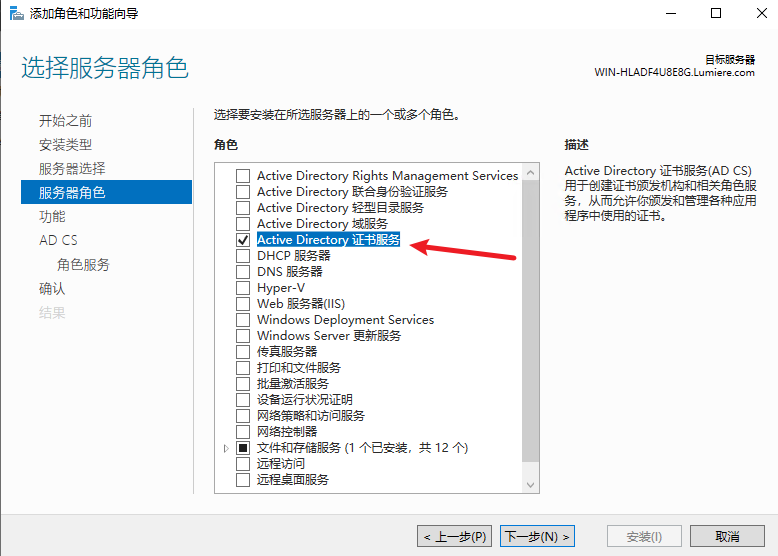 添加角色和功能向导
选择服务器角色
目标服务器
WIN-HLADF4U8E8G.Lumiere.com
开始之前
安装类型
服务器选择
服务器角色
功能
AD CS
角色服务
确认
结果
选择要安装在所选服务器上的一个或多个角色。
角色
Active Directory Rights Management Services
Active Directory 联合身份验证服务
Active Directory 轻型目录服务
Active Directory 域服务
Active Directory 证书服务
DHCP 服务器
DNS 服务器
Hyper-V
Web 服务器(IIS)
Windows Deployment Services
Windows Server 更新服务
传真服务器
打印和文件服务
批量激活服务
设备运行状况证明
网络策略和访问服务
网络控制器
文件和存储服务 (1 个已安装，共 12 个)
远程访问
远程桌面服务
描述
Active Directory 证书服务(AD CS)
用于创建证书颁发机构和相关角色服
务，从而允许你颁发和管理各种应用
程序中使用的证书。
< 上一步(P)
下一步(N) >
安装(I)
取消